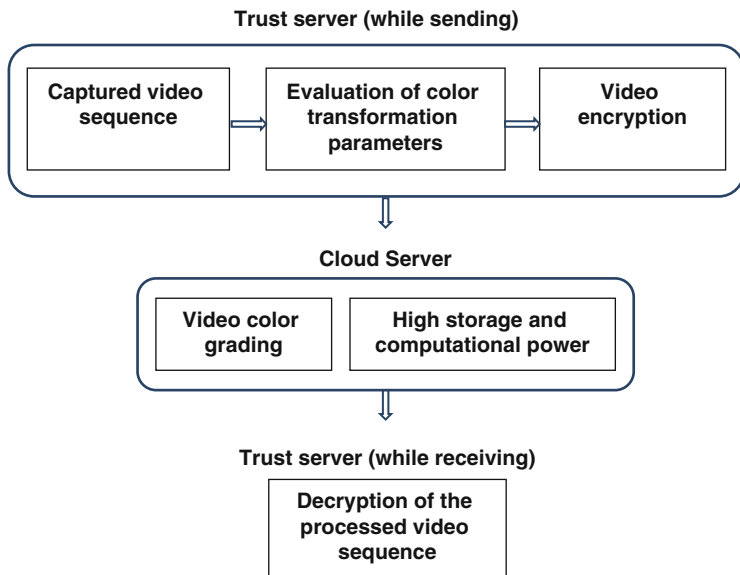 Trust server (while sending)
Captured video
sequence
Evaluation of color
transformation
parameters
Video
encryption
Cloud Server
Video color
grading
High storage and
computational power
Trust server (while receiving)
Decryption of the
processed video
sequence